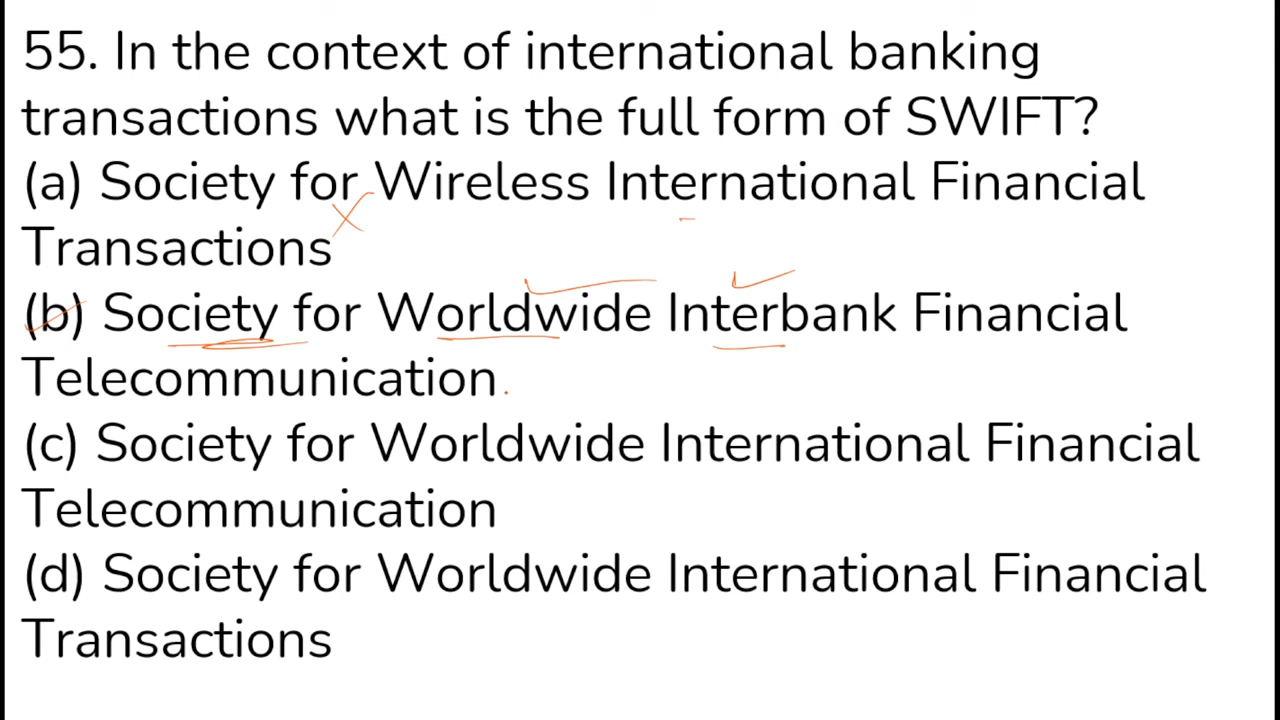 55. In the context of international banking
transactions what is the full form of SWIFT?
(a) Society for Wireless International Financial
Transactions
(b) Society for Worldwide Interbank Financial
Telecommunication.
(c) Society for Worldwide International Financial
Telecommunication
(d) Society for Worldwide International Financial
Transactions